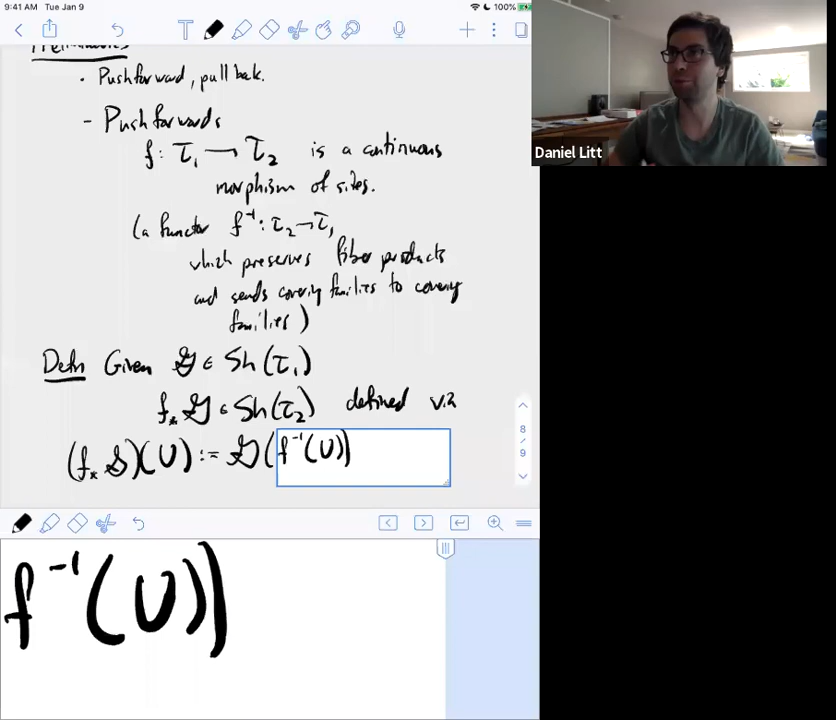 9:41 AM Tue Jan 9
100%
Preliminaries
· Pushforward, pull bak.
- Pushforwards
f: τ₁ → τ₂ is a continuous
morphism of sites.
(a functor f⁻¹: τ₂→τ₁
which preserves fiber products
and sends covering families to covering
families)
Defn Given 𝒢 ∈ Sh(τ₁)
f⁎𝒢 ∈ Sh(τ₂) defined via
(f⁎𝒢)(U) := 𝒢(f⁻¹(U))
8
/
9
f⁻¹(U))
Daniel Litt